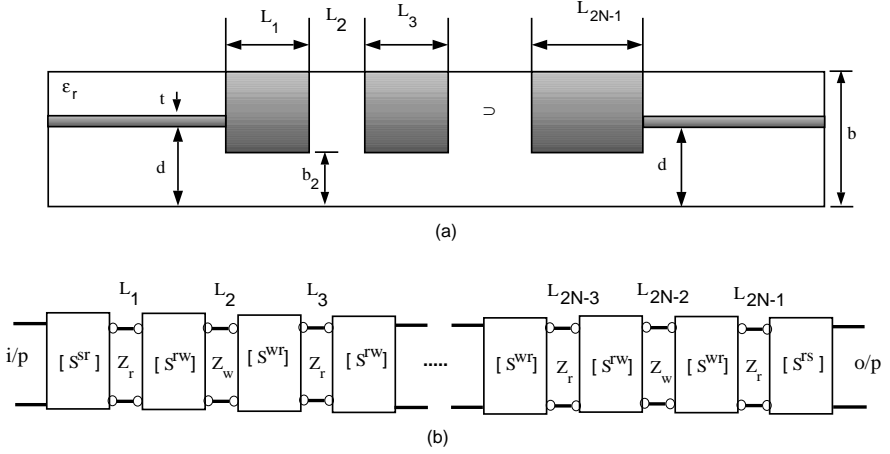 L1 L2 L3 L2N-1
εr t d b2 ⊃ d b
(a)
L1 L2 L3 L2N-3 L2N-2 L2N-1
i/p [ Ssr ] Zr [ Srw ] Zw [ Swr ] Zr [ Srw ] ..... [ Swr ] Zr [ Srw ] Zw [ Swr ] Zr [ Srs ] o/p
(b)